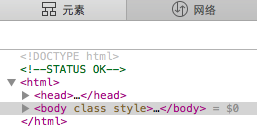 元素 网络
<!DOCTYPE html>
<!--STATUS OK-->
▼<html>
▶<head>…</head>
▶<body class style>…</body> = $0
</html>